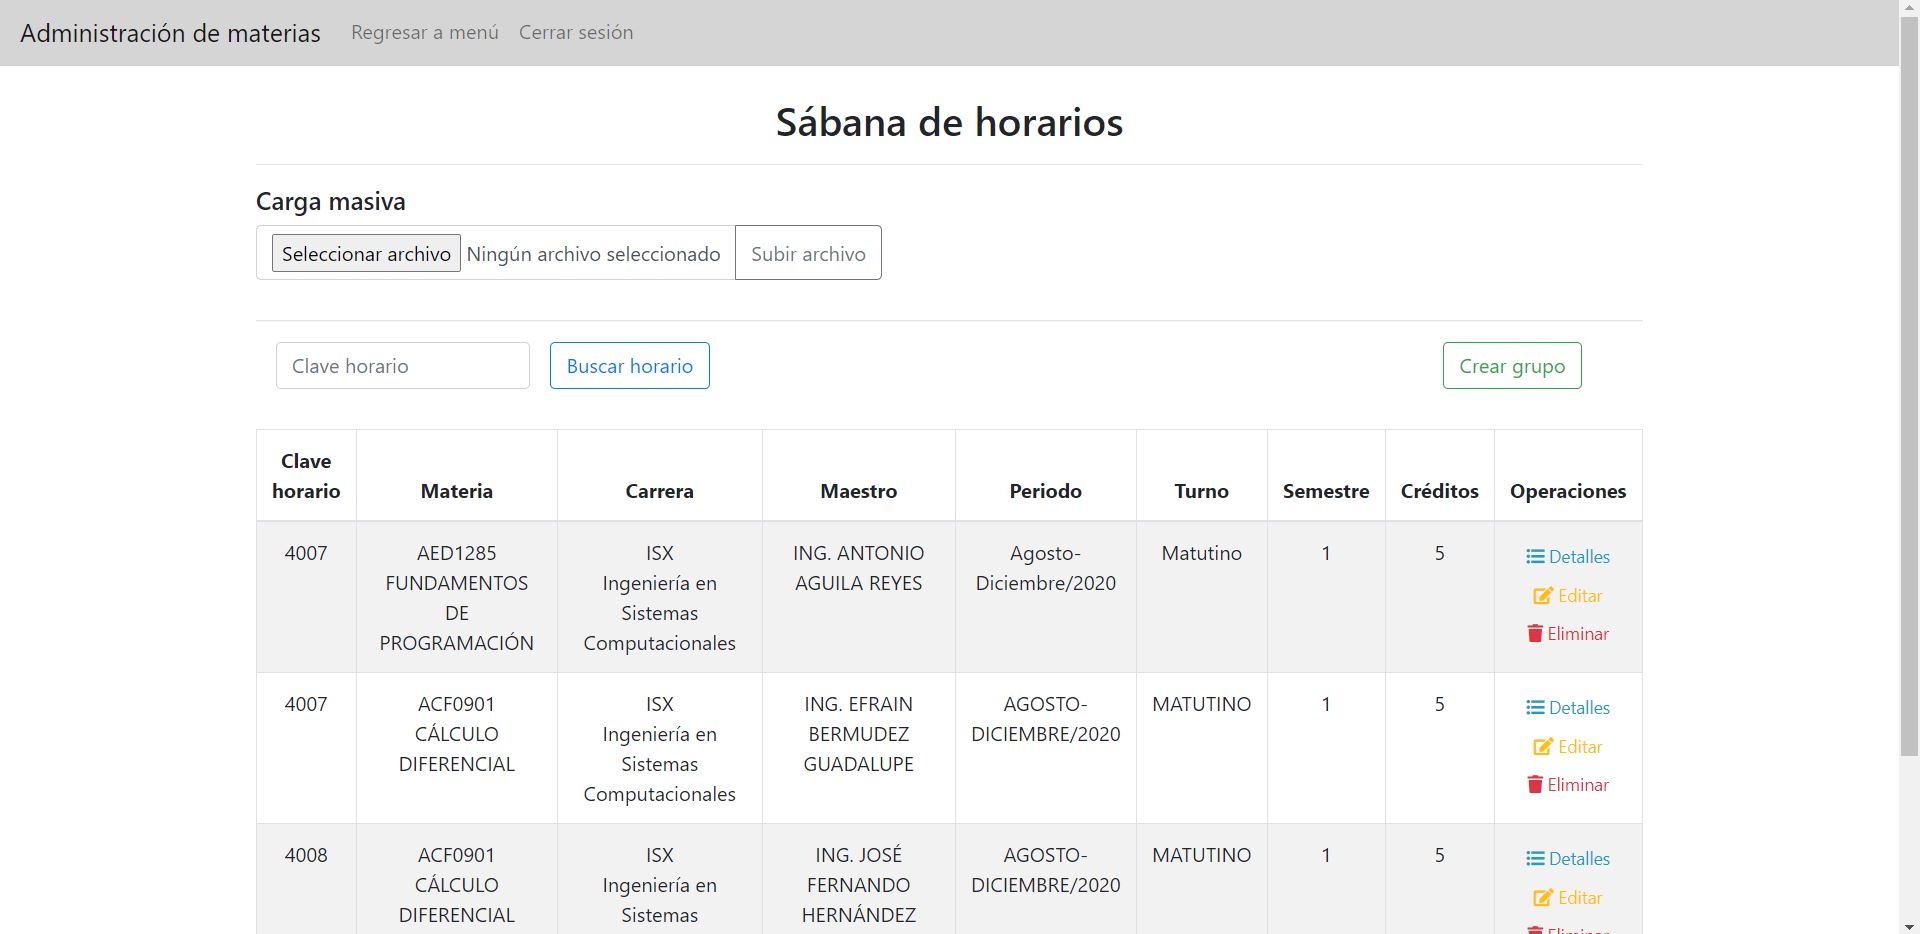 Administración de materias Regresar a menú Cerrar sesión
Sábana de horarios
Carga masiva
Seleccionar archivo Ningún archivo seleccionado Subir archivo
Clave horario Buscar horario Crear grupo
Clave
horario Materia Carrera Maestro Periodo Turno Semestre Créditos Operaciones
4007 AED1285 ISX ING. ANTONIO Agosto- Matutino 1 5 Detalles
FUNDAMENTOS Ingeniería en AGUILA REYES Diciembre/2020 Editar
DE Sistemas Eliminar
PROGRAMACIÓN Computacionales
4007 ACF0901 ISX ING. EFRAIN AGOSTO- MATUTINO 1 5 Detalles
CÁLCULO Ingeniería en BERMUDEZ DICIEMBRE/2020 Editar
DIFERENCIAL Sistemas GUADALUPE Eliminar
Computacionales
4008 ACF0901 ISX ING. JOSÉ AGOSTO- MATUTINO 1 5 Detalles
CÁLCULO Ingeniería en FERNANDO DICIEMBRE/2020 Editar
DIFERENCIAL Sistemas HERNÁNDEZ Eliminar